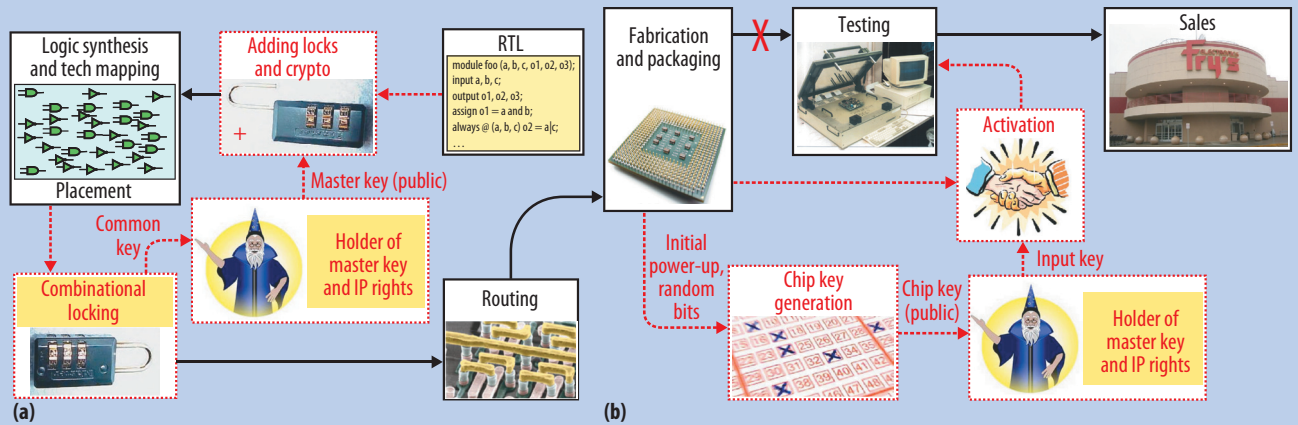 Logic synthesis
and tech mapping
Placement
Adding locks
and crypto
+
RTL
module foo (a, b, c, o1, o2, o3);
input a, b, c;
output o1, o2, o3;
assign o1 = a and b;
always @ (a, b, c) o2 = a|c;
. . .
Master key (public)
Common
key
Holder of
master key
and IP rights
Combinational
locking
Routing
(a)
Fabrication
and packaging
X
Testing
Sales
fry's
Activation
Initial
power-up,
random
bits
Chip key
generation
Chip key
(public)
Input key
Holder of
master key
and IP rights
(b)